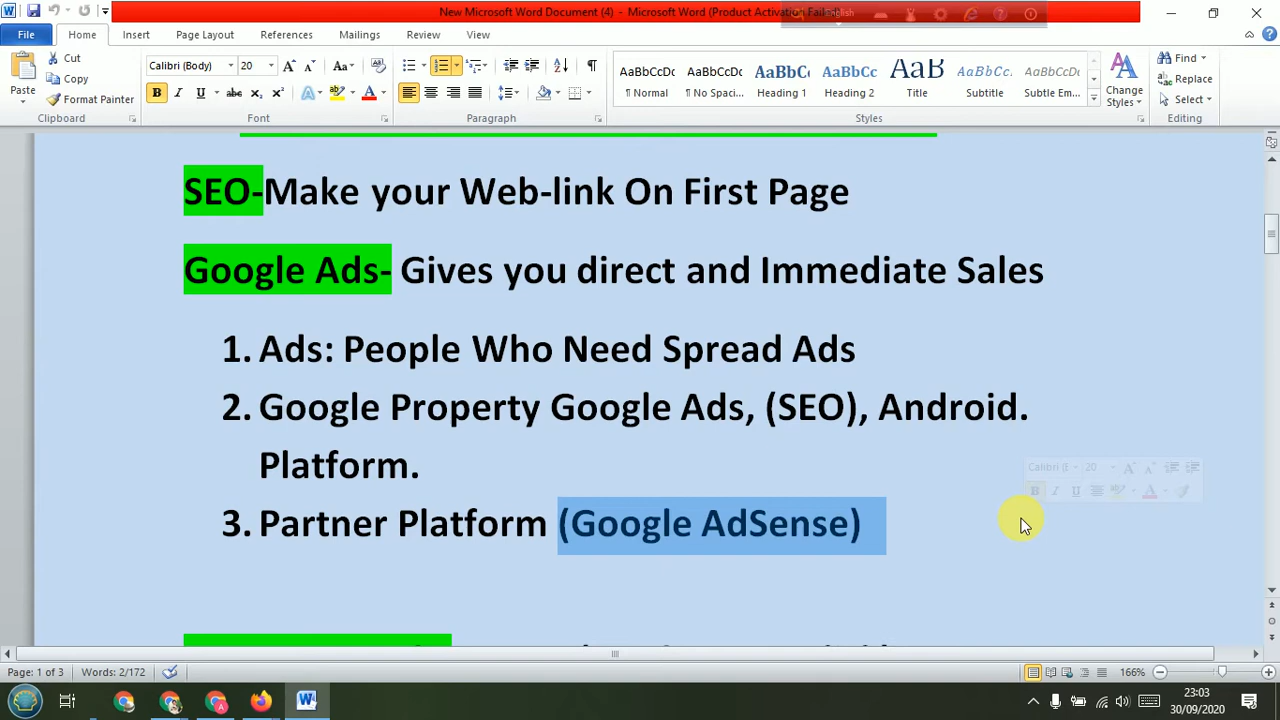 New Microsoft Word Document (4) - Microsoft Word (Product Activation Failed)
English
File Home Insert Page Layout References Mailings Review View
Paste
Cut
Copy
Format Painter
Clipboard
Calibri (Body) 20
Font
Paragraph
AaBbCcDc AaBbCcDc AaBbCc AaBbCc AaB AaBbCc AaBbCcDc
¶ Normal ¶ No Spaci... Heading 1 Heading 2 Title Subtitle Subtle Em...
Styles
Change Styles
Find
Replace
Select
Editing
SEO-Make your Web-link On First Page
Google Ads- Gives you direct and Immediate Sales
1. Ads: People Who Need Spread Ads
2. Google Property Google Ads, (SEO), Android.
Platform.
3. Partner Platform (Google AdSense)
Calibri (E 20
Page: 1 of 3 Words: 2/172 166%
23:03
30/09/2020